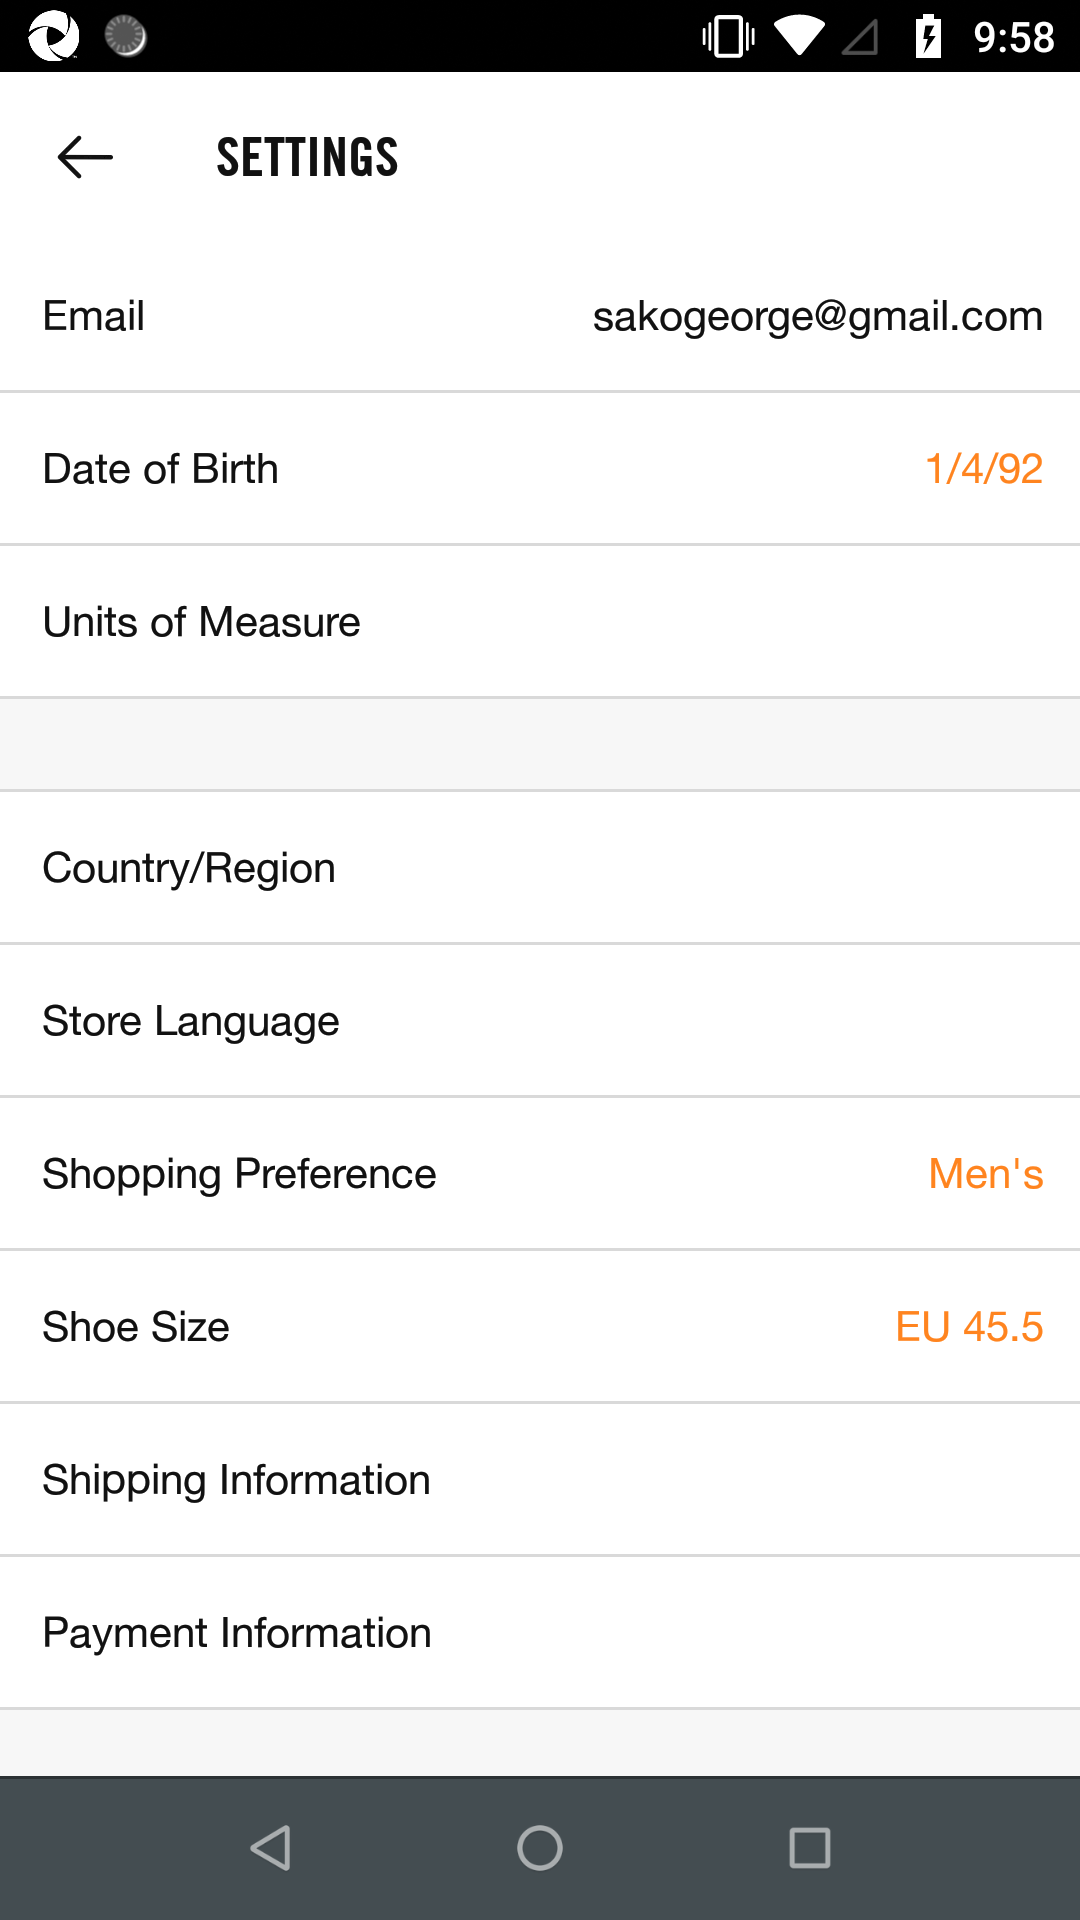 9:58
SETTINGS
Email sakogeorge@gmail.com
Date of Birth 1/4/92
Units of Measure
Country/Region
Store Language
Shopping Preference Men's
Shoe Size EU 45.5
Shipping Information
Payment Information